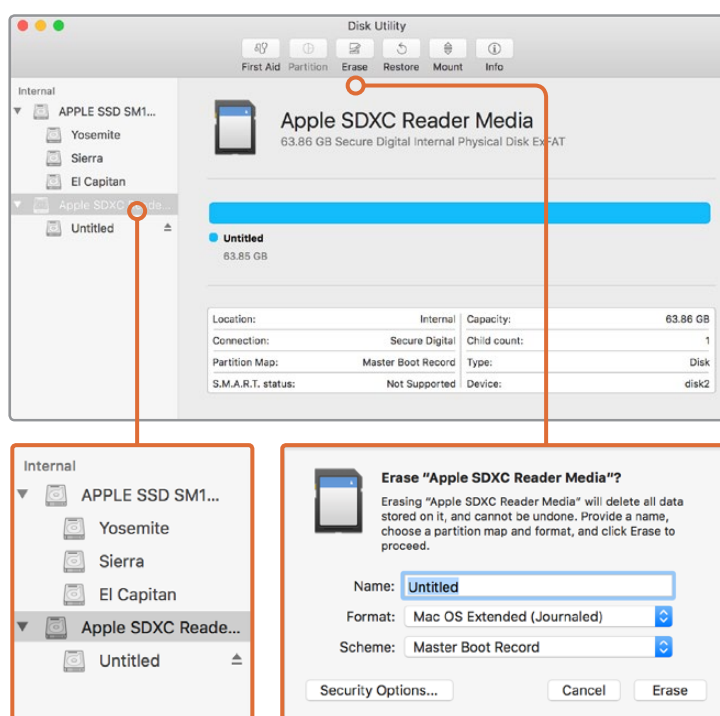 Disk Utility
First Aid Partition Erase Restore Mount Info
Internal
APPLE SSD SM1...
Yosemite
Sierra
El Capitan
Apple SDXC Reade...
Untitled
Apple SDXC Reader Media
63.86 GB Secure Digital Internal Physical Disk ExFAT
Untitled
63.85 GB
Location: Internal Capacity: 63.86 GB
Connection: Secure Digital Child count: 1
Partition Map: Master Boot Record Type: Disk
S.M.A.R.T. status: Not Supported Device: disk2
Internal
APPLE SSD SM1...
Yosemite
Sierra
El Capitan
Apple SDXC Reade...
Untitled
Erase "Apple SDXC Reader Media"?
Erasing "Apple SDXC Reader Media" will delete all data
stored on it, and cannot be undone. Provide a name,
choose a partition map and format, and click Erase to
proceed.
Name: Untitled
Format: Mac OS Extended (Journaled)
Scheme: Master Boot Record
Security Options... Cancel Erase